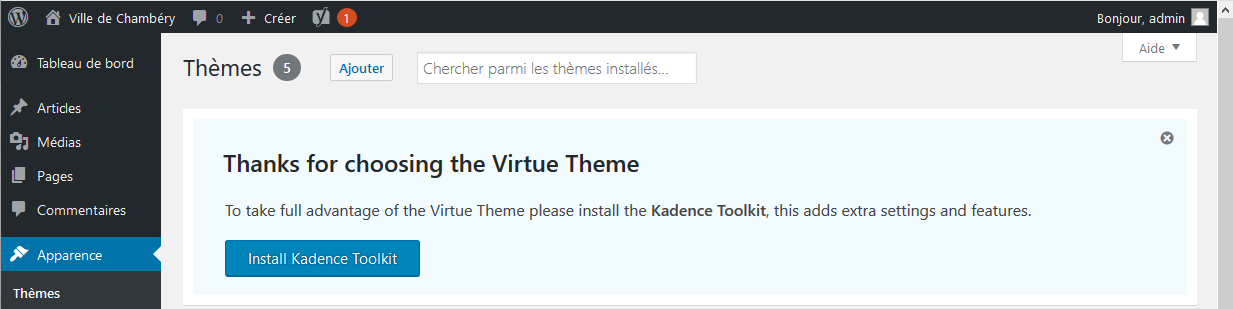 Ville de Chambéry 0 Créer 1 Bonjour, admin
Aide
Tableau de bord
Articles
Médias
Pages
Commentaires
Apparence
Thèmes
Thèmes 5 Ajouter Chercher parmi les thèmes installés...
Thanks for choosing the Virtue Theme
To take full advantage of the Virtue Theme please install the Kadence Toolkit, this adds extra settings and features.
Install Kadence Toolkit